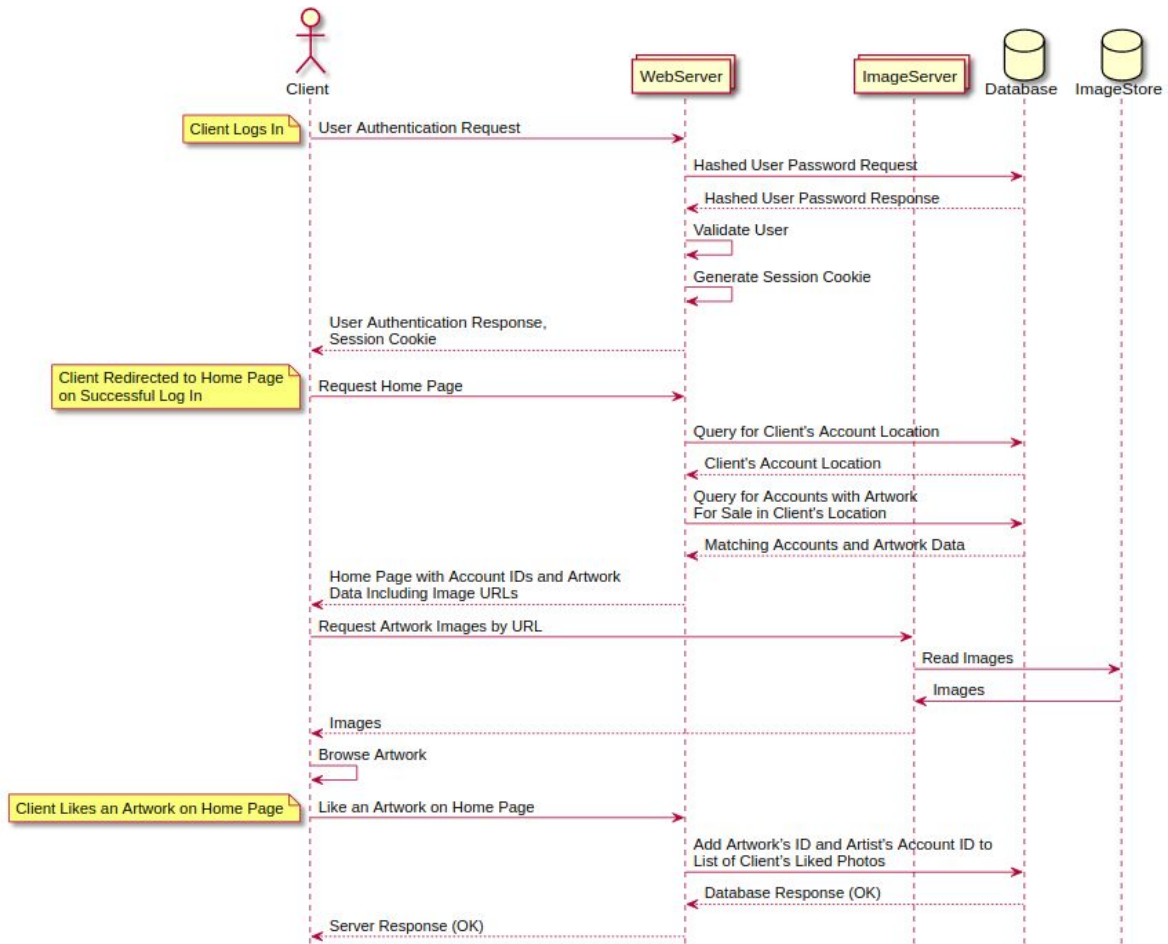 Client
WebServer
ImageServer
Database
ImageStore
Client Logs In
User Authentication Request
Hashed User Password Request
Hashed User Password Response
Validate User
Generate Session Cookie
User Authentication Response,
Session Cookie
Client Redirected to Home Page
on Successful Log In
Request Home Page
Query for Client's Account Location
Client's Account Location
Query for Accounts with Artwork
For Sale in Client's Location
Matching Accounts and Artwork Data
Home Page with Account IDs and Artwork
Data Including Image URLs
Request Artwork Images by URL
Read Images
Images
Images
Browse Artwork
Client Likes an Artwork on Home Page
Like an Artwork on Home Page
Add Artwork's ID and Artist's Account ID to
List of Client's Liked Photos
Database Response (OK)
Server Response (OK)